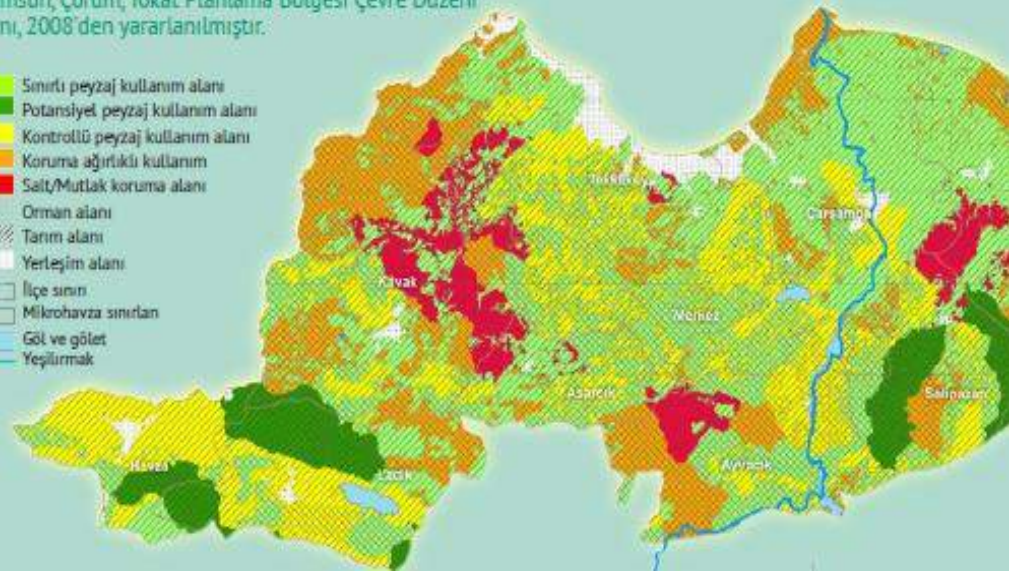 Çorum, Tokat Planlama Bölgesi Çevre Düzeni
2008'den yararlanılmıştır.
Sınırlı peyzaj kullanım alanı
Potansiyel peyzaj kullanım alanı
Kontrollü peyzaj kullanım alanı
Koruma ağırlıklı kullanım
Salt/Mutlak koruma alanı
Orman alanı
Tarım alanı
Yerleşim alanı
İlçe sınırı
Mikrohavza sınırları
Göl ve gölet
Yeşilırmak
Tekkeköy
Çarşamba
Kavak
Merkez
Asarcık
Salıpazarı
Havza
Ladik
Ayvacık